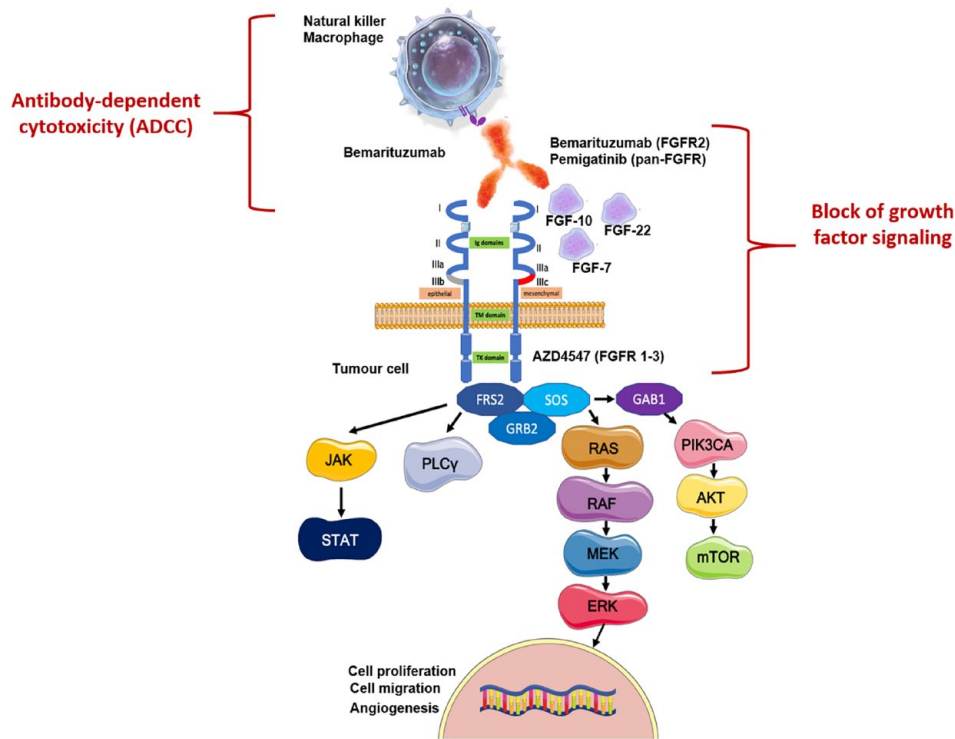 Natural killer
Macrophage
Antibody-dependent
cytotoxicity (ADCC)
Bemarituzumab
Bemarituzumab (FGFR2)
Pemigatinib (pan-FGFR)
Block of growth
factor signaling
FGF-10
FGF-22
FGF-7
I
I
II
Ig domains
II
IIIa
IIIa
IIIb
IIIc
epithelial
mesenchymal
TM domain
TK domain
AZD4547 (FGFR 1-3)
Tumour cell
FRS2
SOS
GAB1
GRB2
JAK
PLCγ
RAS
PIK3CA
RAF
AKT
STAT
MEK
mTOR
ERK
Cell proliferation
Cell migration
Angiogenesis